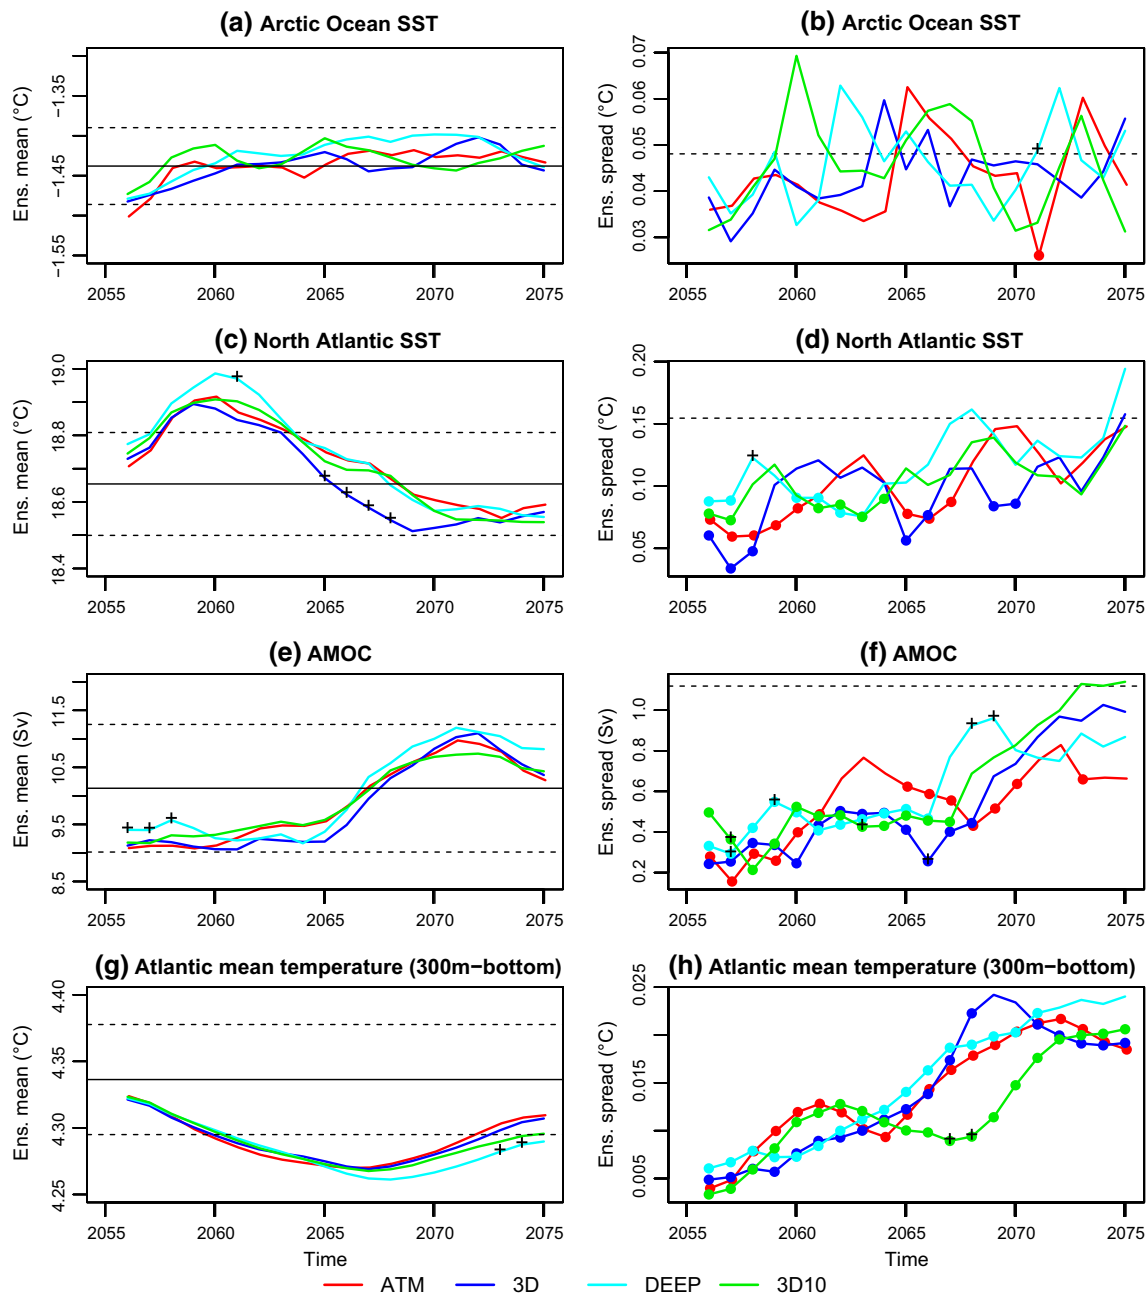 (a) Arctic Ocean SST
Ens. mean (°C)
−1.55 −1.45 −1.35
2055 2060 2065 2070 2075
(b) Arctic Ocean SST
Ens. spread (°C)
0.03 0.04 0.05 0.06 0.07
2055 2060 2065 2070 2075
(c) North Atlantic SST
Ens. mean (°C)
18.4 18.6 18.8 19.0
2055 2060 2065 2070 2075
(d) North Atlantic SST
Ens. spread (°C)
0.05 0.10 0.15 0.20
2055 2060 2065 2070 2075
(e) AMOC
Ens. mean (Sv)
8.5 9.5 10.5 11.5
2055 2060 2065 2070 2075
(f) AMOC
Ens. spread (Sv)
0.2 0.4 0.6 0.8 1.0
2055 2060 2065 2070 2075
(g) Atlantic mean temperature (300m−bottom)
Ens. mean (°C)
4.25 4.30 4.35 4.40
2055 2060 2065 2070 2075
Time
(h) Atlantic mean temperature (300m−bottom)
Ens. spread (°C)
0.005 0.015 0.025
2055 2060 2065 2070 2075
Time
ATM 3D DEEP 3D10